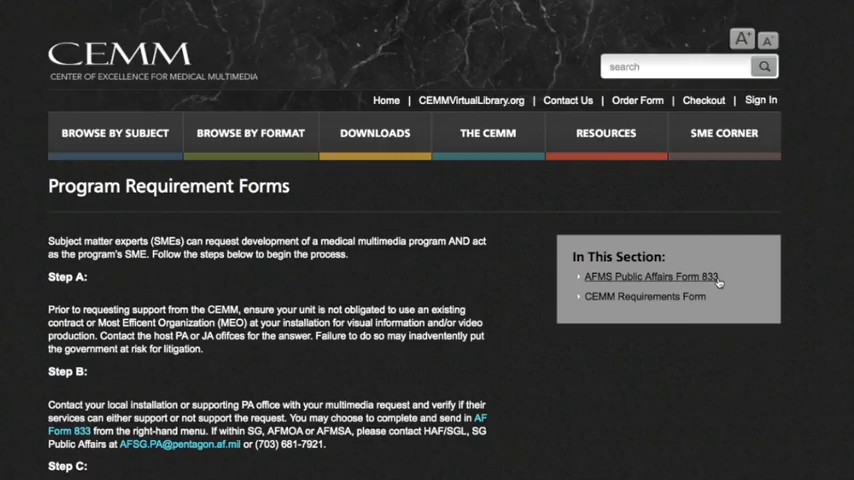 CEMM
CENTER OF EXCELLENCE FOR MEDICAL MULTIMEDIA
A+ A-
search
Home | CEMMVirtualLibrary.org | Contact Us | Order Form | Checkout | Sign In
BROWSE BY SUBJECT BROWSE BY FORMAT DOWNLOADS THE CEMM RESOURCES SME CORNER
Program Requirement Forms
Subject matter experts (SMEs) can request development of a medical multimedia program AND act
as the program's SME. Follow the steps below to begin the process.
Step A:
Prior to requesting support from the CEMM, ensure your unit is not obligated to use an existing
contract or Most Efficent Organization (MEO) at your installation for visual information and/or video
production. Contact the host PA or JA ofifces for the answer. Failure to do so may inadventently put
the government at risk for litigation.
Step B:
Contact your local installation or supporting PA office with your multimedia request and verify if their
services can either support or not support the request. You may choose to complete and send in AF
Form 833 from the right-hand menu. If within SG, AFMOA or AFMSA, please contact HAF/SGL, SG
Public Affairs at AFSG.PA@pentagon.af.mil or (703) 681-7921.
Step C:
In This Section:
AFMS Public Affairs Form 833
CEMM Requirements Form